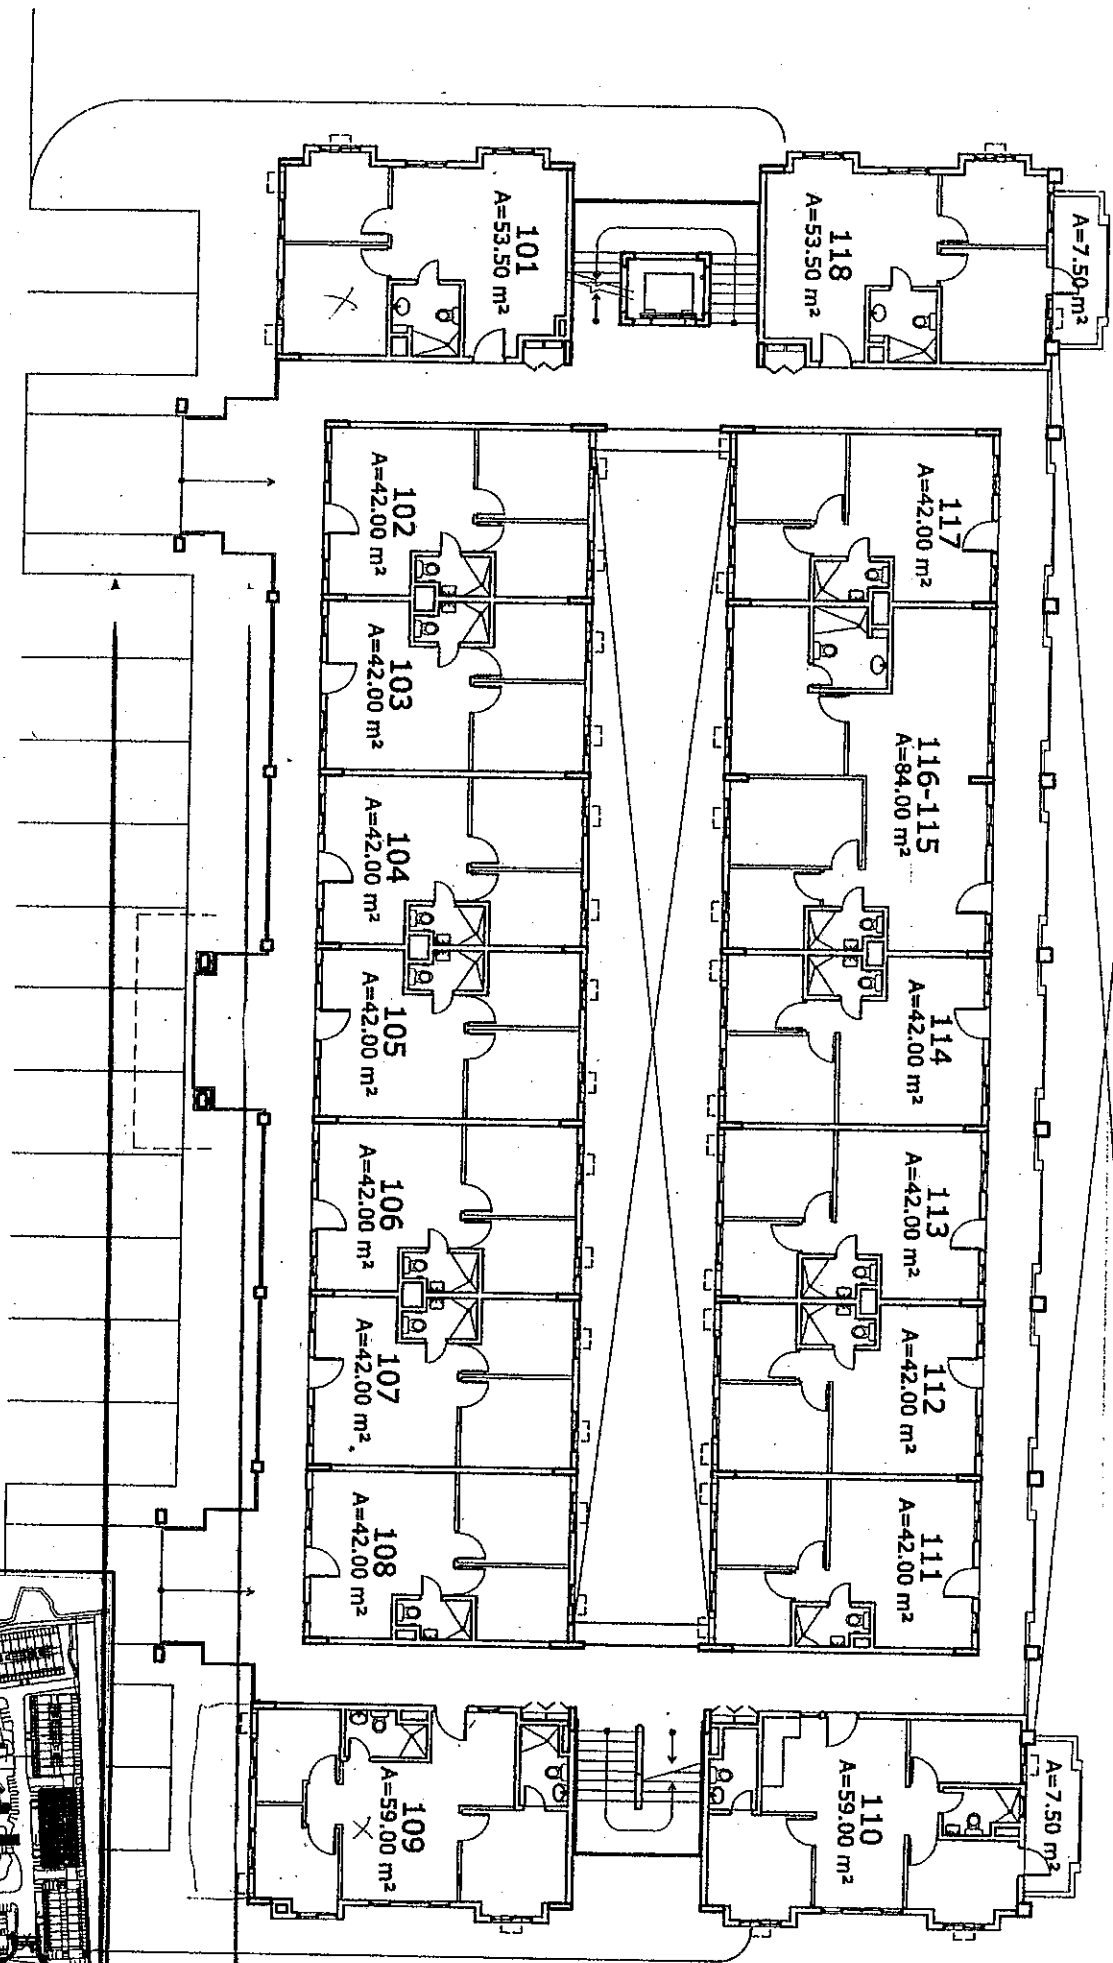 101
A=53.50 m²
118
A=53.50 m²
A=7.50 m²
102
A=42.00 m²
103
A=42.00 m²
104
A=42.00 m²
105
A=42.00 m²
106
A=42.00 m²
107
A=42.00 m²
108
A=42.00 m²
109
A=59.00 m²
117
A=42.00 m²
116-115
A=84.00 m²
114
A=42.00 m²
113
A=42.00 m²
112
A=42.00 m²
111
A=42.00 m²
110
A=59.00 m²
A=7.50 m²